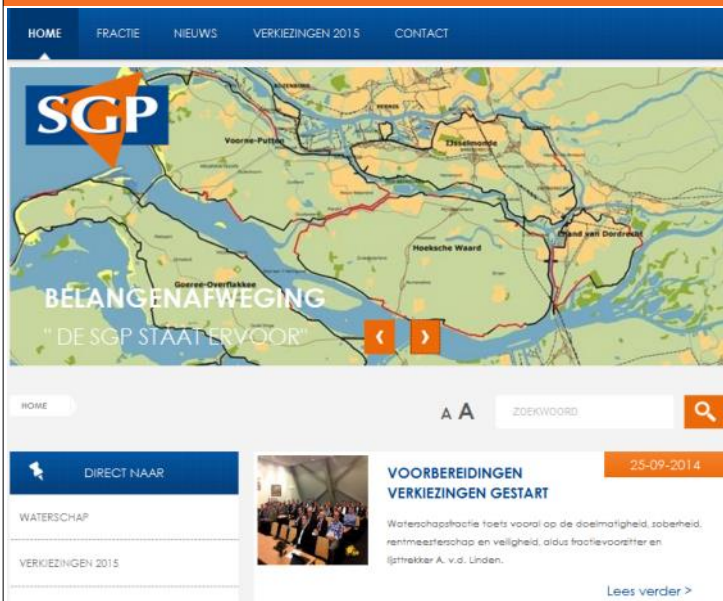 HOME FRACTIE NIEUWS VERKIEZINGEN 2015 CONTACT
SGP
Voorne-Putten
IJsselmonde
Hoeksche Waard
Eiland van Dordrecht
Goeree-Overflakkee
BELANGENAFWEGING
" DE SGP STAAT ERVOOR"
HOME
A A ZOEKWOORD
DIRECT NAAR
WATERSCHAP
VERKIEZINGEN 2015
25-09-2014
VOORBEREIDINGEN
VERKIEZINGEN GESTART
Waterschapsfractie toets vooral op de doelmatigheid, soberheid,
rentmeesterschap en veiligheid, aldus fractievoorzitter en
lijsttrekker A. v.d. Linden.
Lees verder >